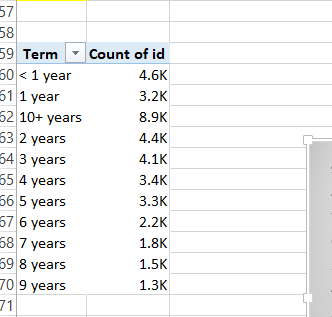 57
58
59 Term Count of id
60 < 1 year 4.6K
61 1 year 3.2K
62 10+ years 8.9K
63 2 years 4.4K
64 3 years 4.1K
65 4 years 3.4K
66 5 years 3.3K
67 6 years 2.2K
68 7 years 1.8K
69 8 years 1.5K
70 9 years 1.3K
71